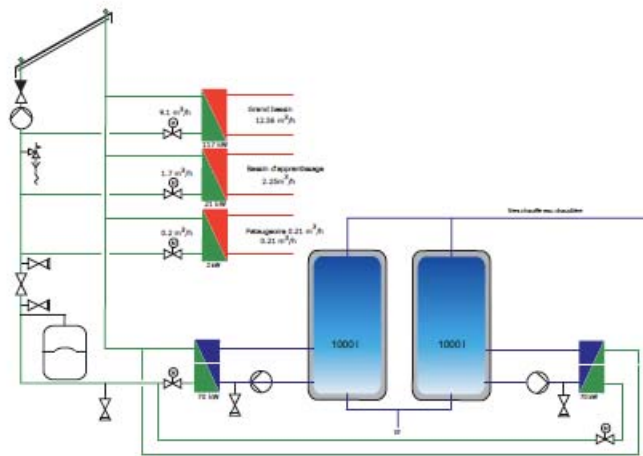 9.1 m³/h
Grand bassin
12.56 m³/h
117 kW
1.7 m³/h
Bassin d'apprentissage
2.25m³/h
21 kW
0.2 m³/h
Pataugeoire 0.21 m³/h
0.21 m³/h
2 kW
Vers chauffe eau chaudière
1000 l
1000 l
70 kW
70 kW